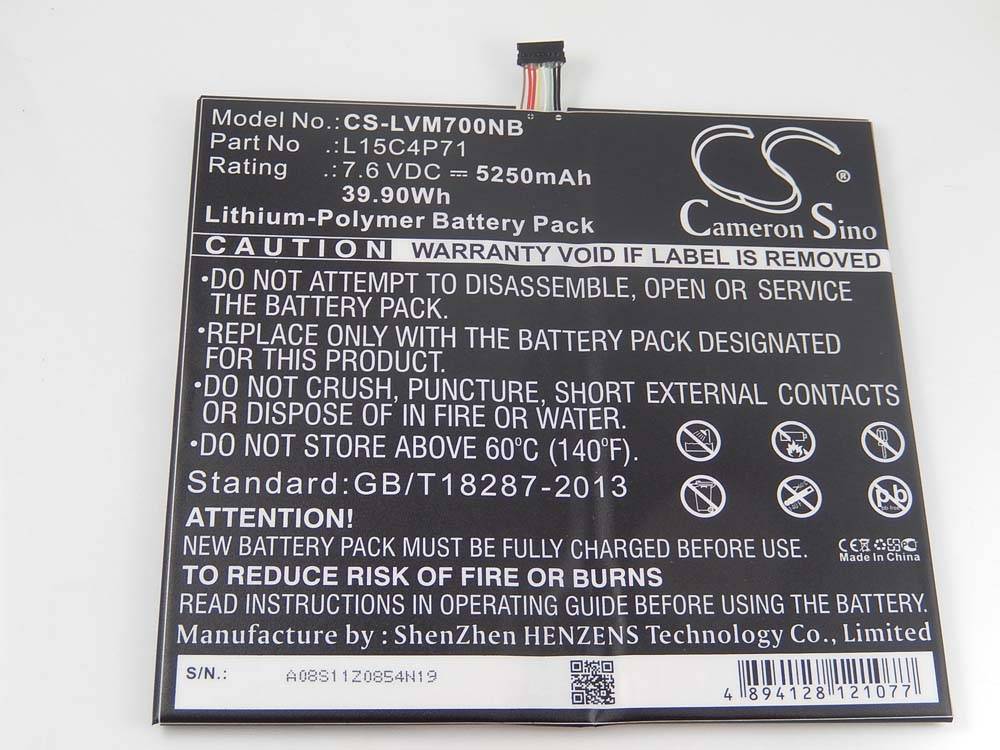 Model No.:CS-LVM700NB
Part No .:L15C4P71
Rating .:7.6 VDC ⎓ 5250mAh
39.90Wh
Lithium-Polymer Battery Pack
CS ®
Cameron Sino
CAUTION WARRANTY VOID IF LABEL IS REMOVED
•DO NOT ATTEMPT TO DISASSEMBLE, OPEN OR SERVICE
THE BATTERY PACK.
•REPLACE ONLY WITH THE BATTERY PACK DESIGNATED
FOR THIS PRODUCT.
•DO NOT CRUSH, PUNCTURE, SHORT EXTERNAL CONTACTS
OR DISPOSE OF IN FIRE OR WATER.
•DO NOT STORE ABOVE 60°C (140°F).
Standard:GB/T18287-2013
pb
pb-free
ATTENTION!
NEW BATTERY PACK MUST BE FULLY CHARGED BEFORE USE.
CE
Made In China
TO REDUCE RISK OF FIRE OR BURNS
READ INSTRUCTIONS IN OPERATING GUIDE BEFORE USING THE BATTERY.
Manufacture by : ShenZhen HENZENS Technology Co., Limited
S/N.: A08S11Z0854N19
4 894128 121077